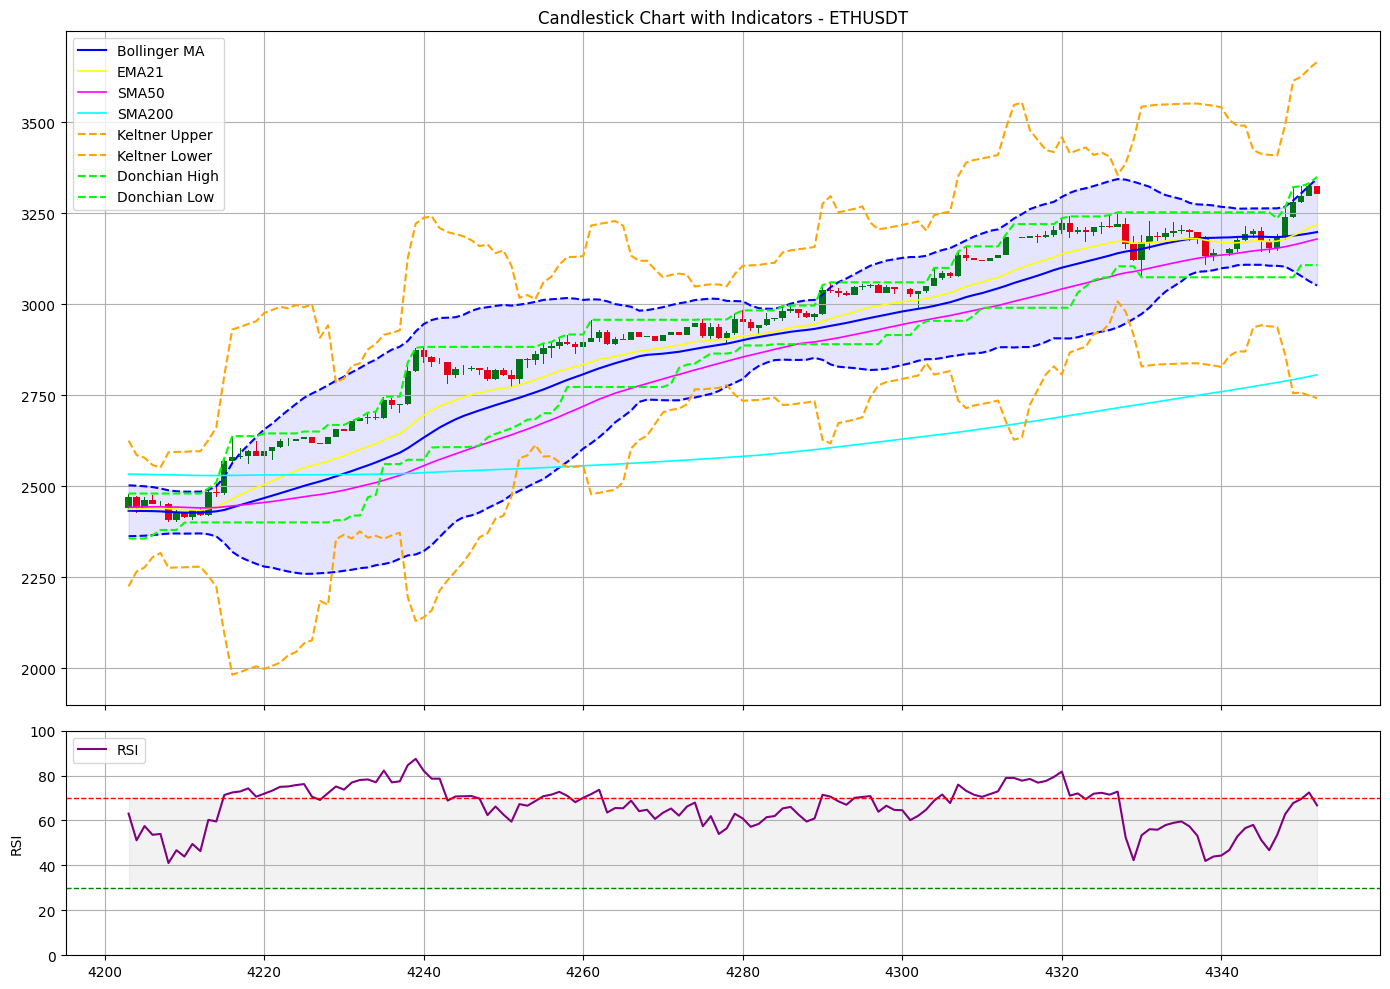 Candlestick Chart with Indicators - ETHUSDT
Bollinger MA
EMA21
SMA50
SMA200
Keltner Upper
Keltner Lower
Donchian High
Donchian Low
3500
3250
3000
2750
2500
2250
2000
RSI
100
80
60
40
20
0
RSI
4200 4220 4240 4260 4280 4300 4320 4340